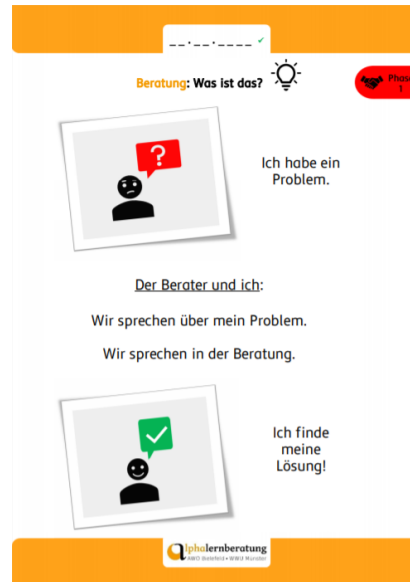 __.__.____ ✓
Beratung: Was ist das?
Phase
1
?
Ich habe ein
Problem.
Der Berater und ich:
Wir sprechen über mein Problem.
Wir sprechen in der Beratung.
Ich finde
meine
Lösung!
alphalernberatung
AWO Bielefeld • WWU Münster